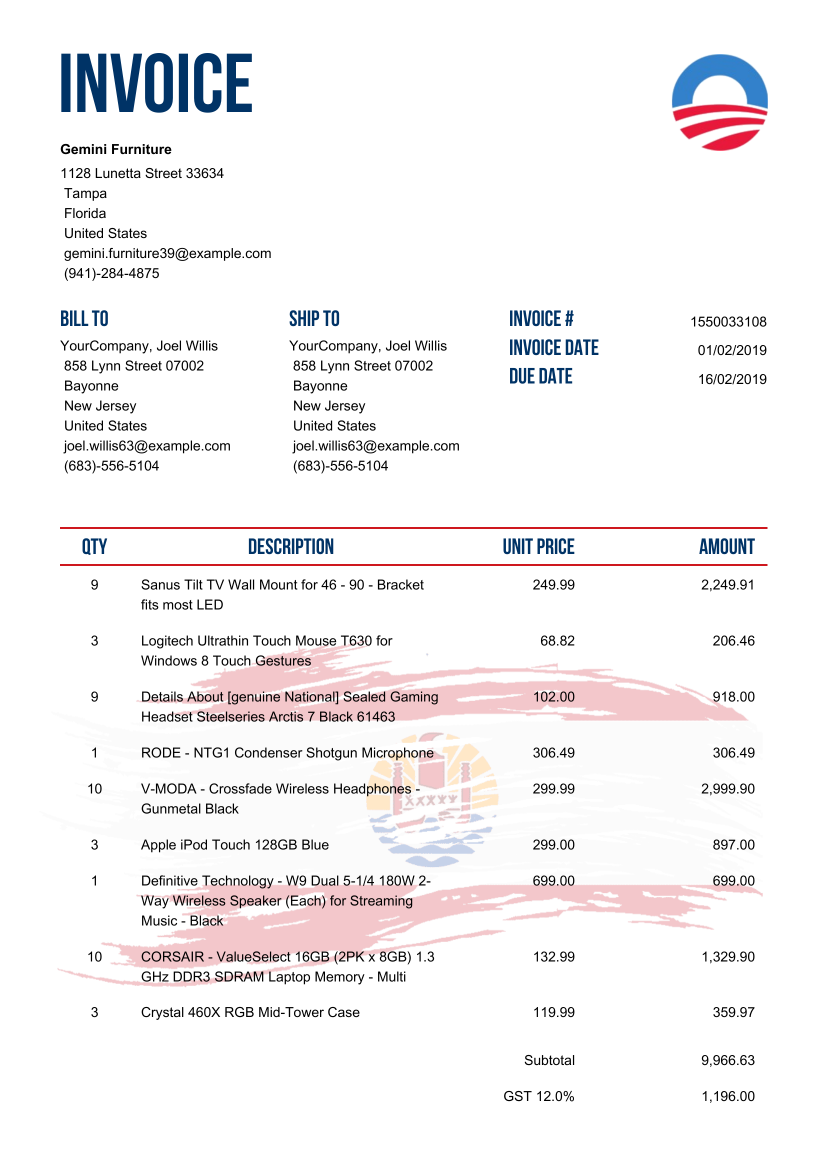 INVOICE
Gemini Furniture
1128 Lunetta Street 33634
Tampa
Florida
United States
gemini.furniture39@example.com
(941)-284-4875
BILL TO
YourCompany, Joel Willis
858 Lynn Street 07002
Bayonne
New Jersey
United States
joel.willis63@example.com
(683)-556-5104
SHIP TO
YourCompany, Joel Willis
858 Lynn Street 07002
Bayonne
New Jersey
United States
joel.willis63@example.com
(683)-556-5104
INVOICE # 1550033108
INVOICE DATE 01/02/2019
DUE DATE 16/02/2019
QTY DESCRIPTION UNIT PRICE AMOUNT
9 Sanus Tilt TV Wall Mount for 46 - 90 - Bracket 249.99 2,249.91
fits most LED
3 Logitech Ultrathin Touch Mouse T630 for 68.82 206.46
Windows 8 Touch Gestures
9 Details About [genuine National] Sealed Gaming 102.00 918.00
Headset Steelseries Arctis 7 Black 61463
1 RODE - NTG1 Condenser Shotgun Microphone 306.49 306.49
10 V-MODA - Crossfade Wireless Headphones - 299.99 2,999.90
Gunmetal Black
3 Apple iPod Touch 128GB Blue 299.00 897.00
1 Definitive Technology - W9 Dual 5-1/4 180W 2- 699.00 699.00
Way Wireless Speaker (Each) for Streaming
Music - Black
10 CORSAIR - ValueSelect 16GB (2PK x 8GB) 1.3 132.99 1,329.90
GHz DDR3 SDRAM Laptop Memory - Multi
3 Crystal 460X RGB Mid-Tower Case 119.99 359.97
Subtotal 9,966.63
GST 12.0% 1,196.00